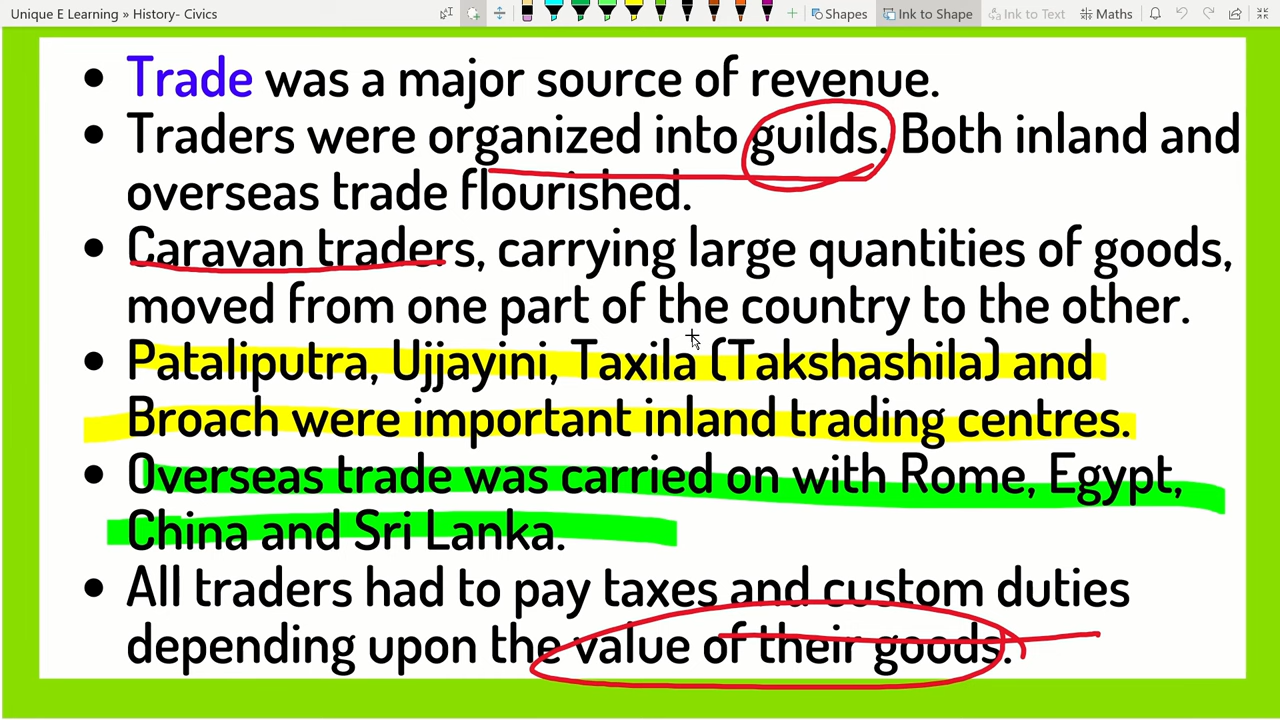 Unique E Learning » History- Civics
Shapes Ink to Shape Ink to Text Maths
• Trade was a major source of revenue.
• Traders were organized into guilds. Both inland and
overseas trade flourished.
• Caravan traders, carrying large quantities of goods,
moved from one part of the country to the other.
• Pataliputra, Ujjayini, Taxila (Takshashila) and
Broach were important inland trading centres.
• Overseas trade was carried on with Rome, Egypt,
China and Sri Lanka.
• All traders had to pay taxes and custom duties
depending upon the value of their goods.